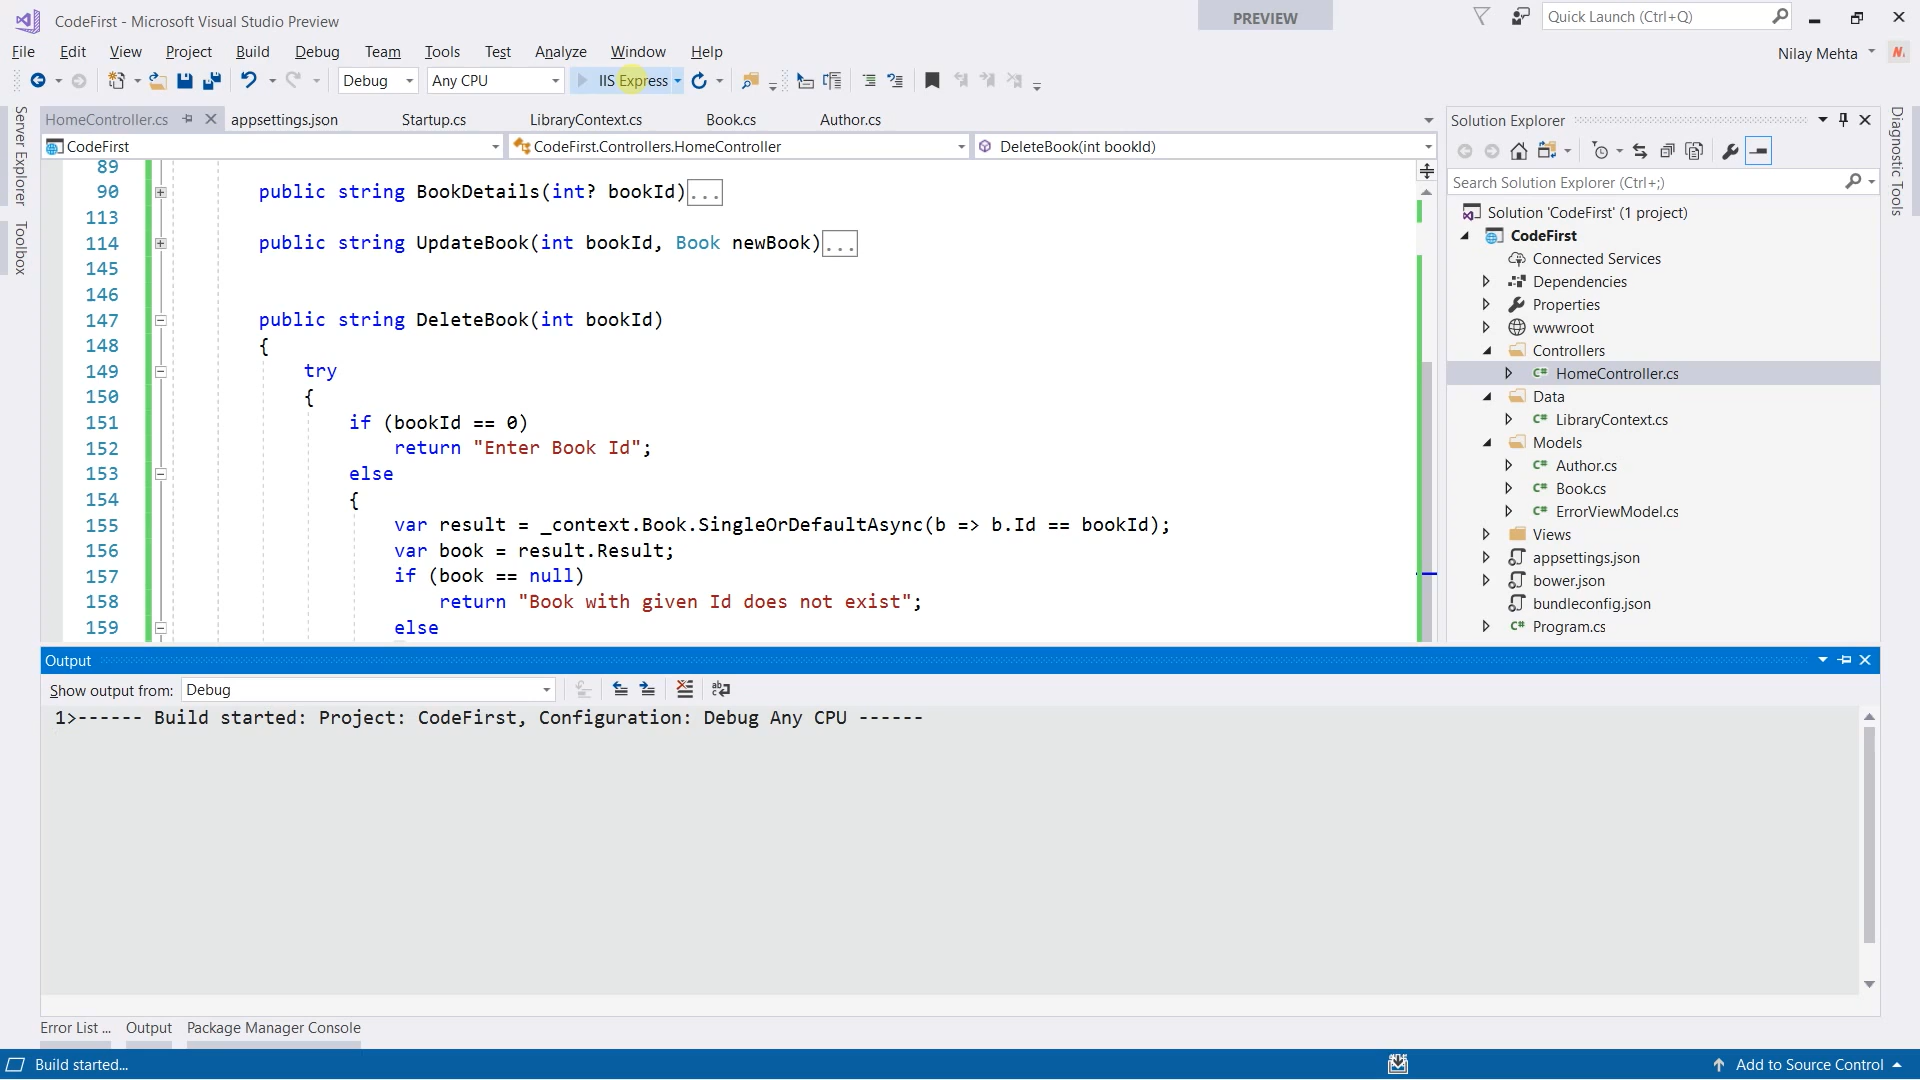 CodeFirst - Microsoft Visual Studio Preview
PREVIEW
Quick Launch (Ctrl+Q)
File Edit View Project Build Debug Team Tools Test Analyze Window Help
Nilay Mehta
Debug Any CPU IIS Express
Server Explorer
Toolbox
HomeController.cs appsettings.json Startup.cs LibraryContext.cs Book.cs Author.cs
CodeFirst CodeFirst.Controllers.HomeController DeleteBook(int bookId)
89
90 public string BookDetails(int? bookId)...
113
114 public string UpdateBook(int bookId, Book newBook)...
145
146
147 public string DeleteBook(int bookId)
148 {
149 try
150 {
151 if (bookId == 0)
152 return "Enter Book Id";
153 else
154 {
155 var result = _context.Book.SingleOrDefaultAsync(b => b.Id == bookId);
156 var book = result.Result;
157 if (book == null)
158 return "Book with given Id does not exist";
159 else
Solution Explorer
Search Solution Explorer (Ctrl+;)
Solution 'CodeFirst' (1 project)
CodeFirst
Connected Services
Dependencies
Properties
wwwroot
Controllers
C# HomeController.cs
Data
C# LibraryContext.cs
Models
C# Author.cs
C# Book.cs
C# ErrorViewModel.cs
Views
appsettings.json
bower.json
bundleconfig.json
C# Program.cs
Diagnostic Tools
Output
Show output from: Debug
1>------ Build started: Project: CodeFirst, Configuration: Debug Any CPU ------
Error List ... Output Package Manager Console
Build started...
Add to Source Control